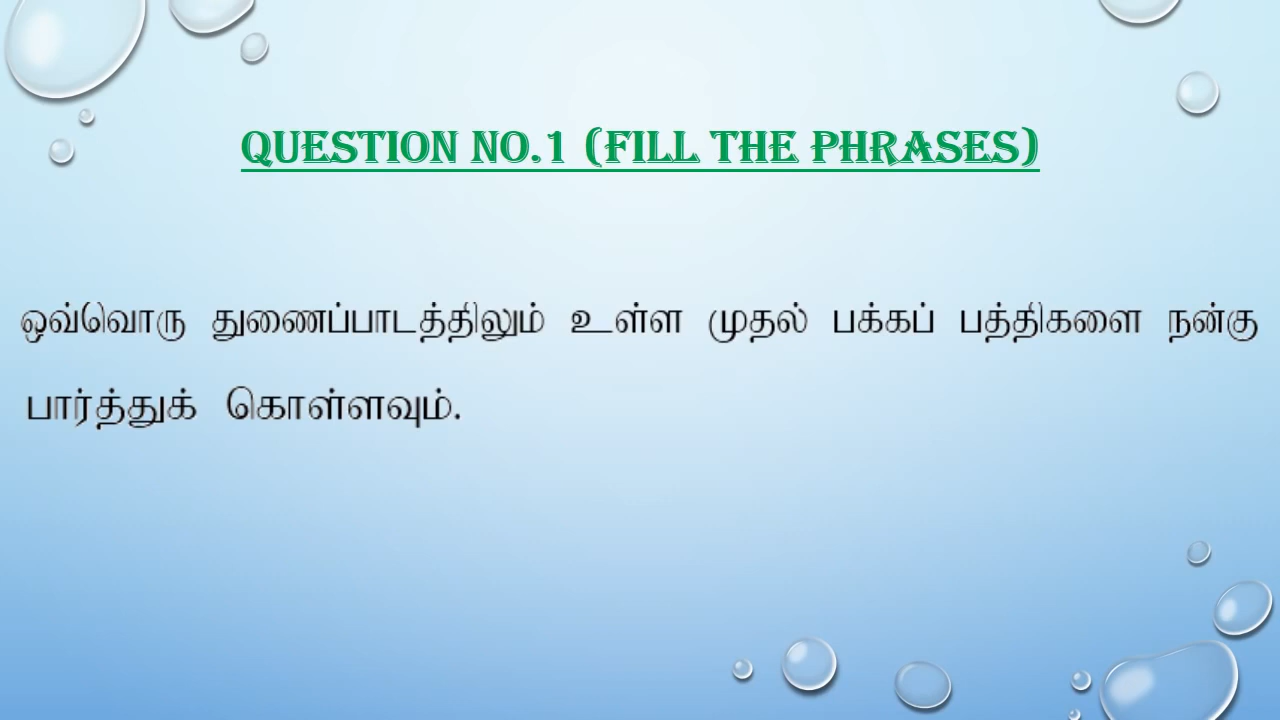 QUESTION NO.1 (FILL THE PHRASES)
ஒவ்வொரு துணைப்பாடத்திலும் உள்ள முதல் பக்கப் பத்திகளை நன்கு
பார்த்துக் கொள்ளவும்.